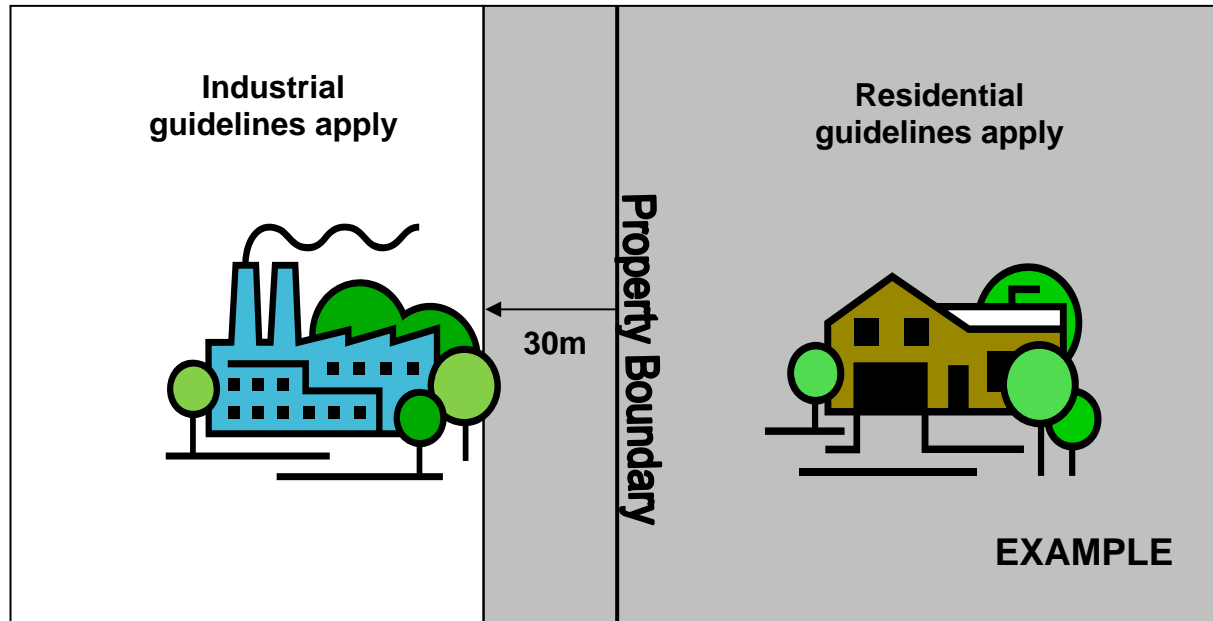 Industrial
guidelines apply
Residential
guidelines apply
30m
Property Boundary
EXAMPLE